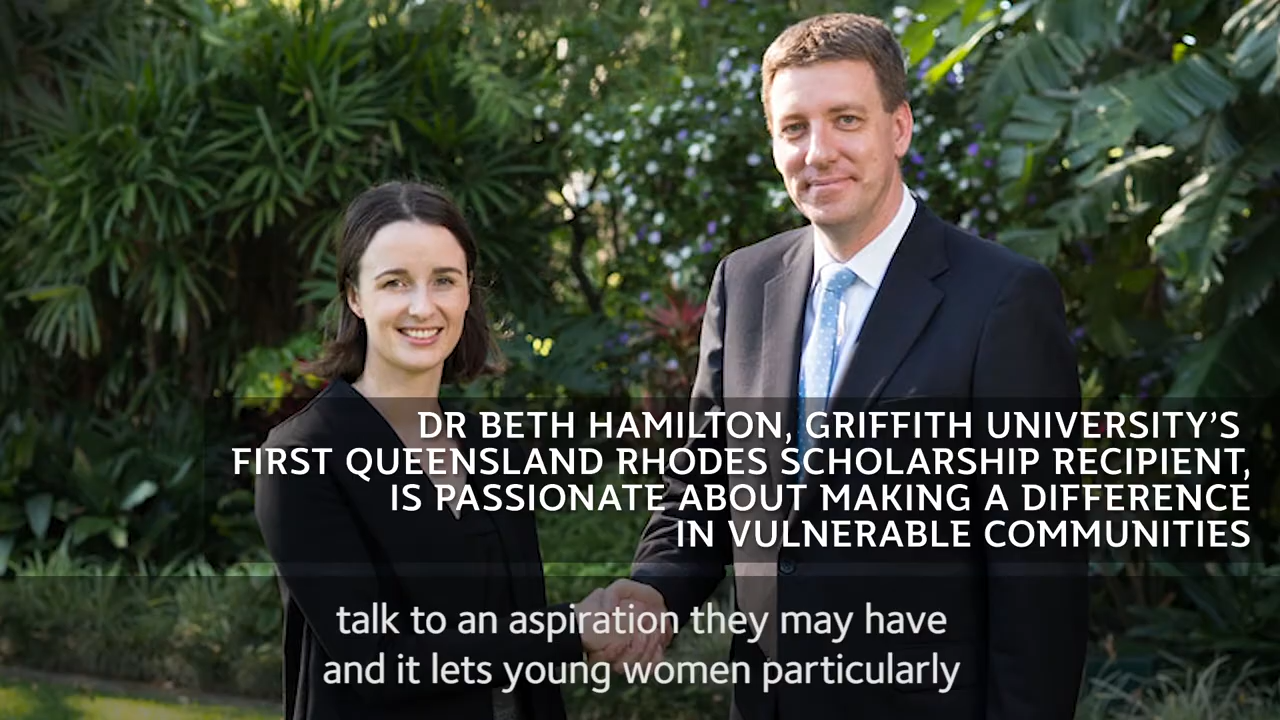 DR BETH HAMILTON, GRIFFITH UNIVERSITY'S
FIRST QUEENSLAND RHODES SCHOLARSHIP RECIPIENT,
IS PASSIONATE ABOUT MAKING A DIFFERENCE
IN VULNERABLE COMMUNITIES
talk to an aspiration they may have
and it lets young women particularly